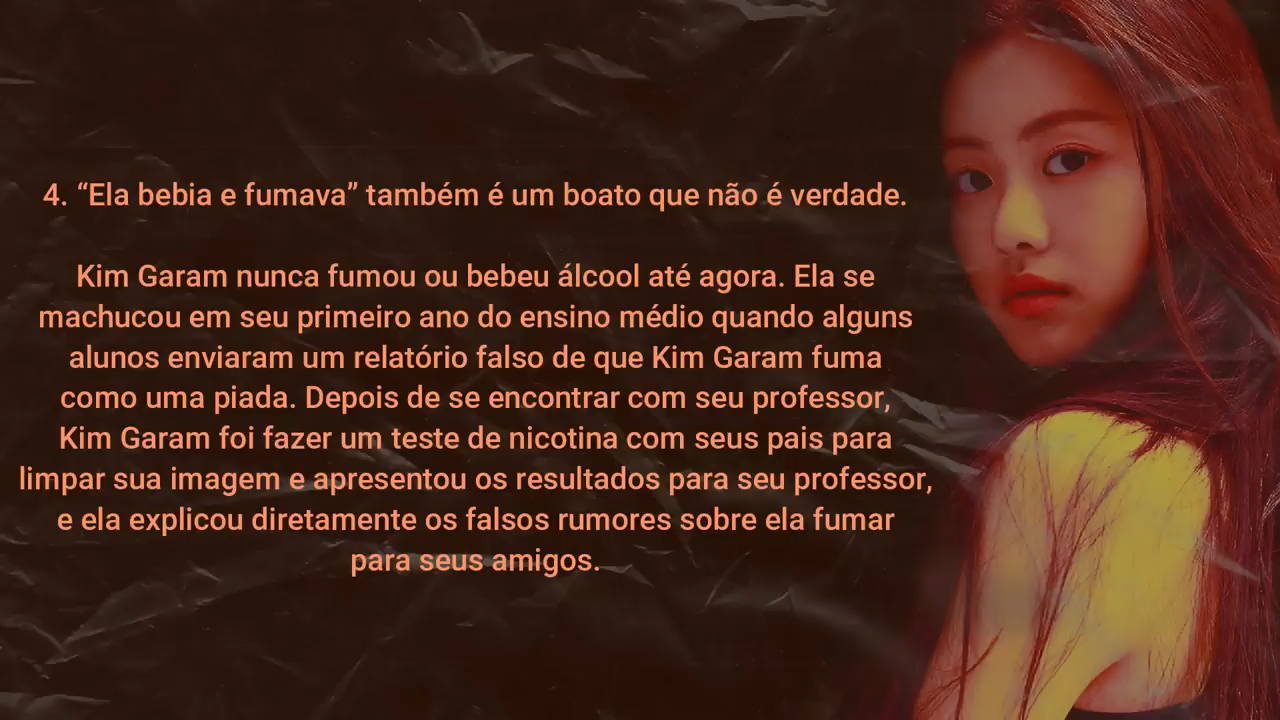 4. “Ela bebia e fumava” também é um boato que não é verdade.
Kim Garam nunca fumou ou bebeu álcool até agora. Ela se
machucou em seu primeiro ano do ensino médio quando alguns
alunos enviaram um relatório falso de que Kim Garam fuma
como uma piada. Depois de se encontrar com seu professor,
Kim Garam foi fazer um teste de nicotina com seus pais para
limpar sua imagem e apresentou os resultados para seu professor,
e ela explicou diretamente os falsos rumores sobre ela fumar
para seus amigos.